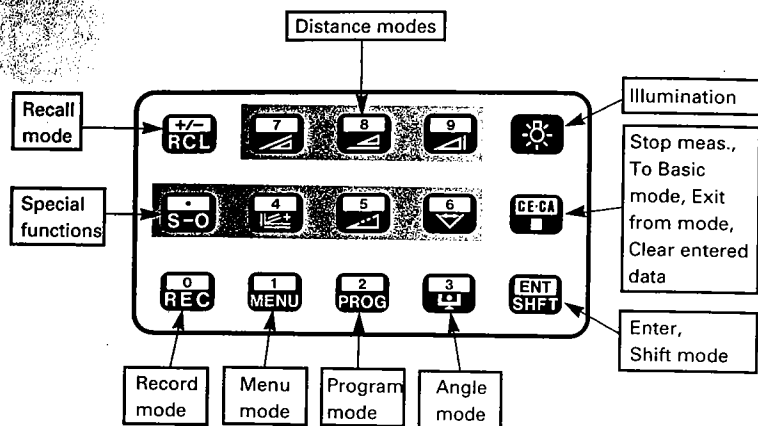 Distance modes
Recall
mode
+/-
RCL
7
8
9
Illumination
Special
functions
•
S-O
4
5
6
CE·CA
Stop meas.,
To Basic
mode, Exit
from mode,
Clear entered
data
0
REC
1
MENU
2
PROG
3
ENT
SHFT
Enter,
Shift mode
Record
mode
Menu
mode
Program
mode
Angle
mode